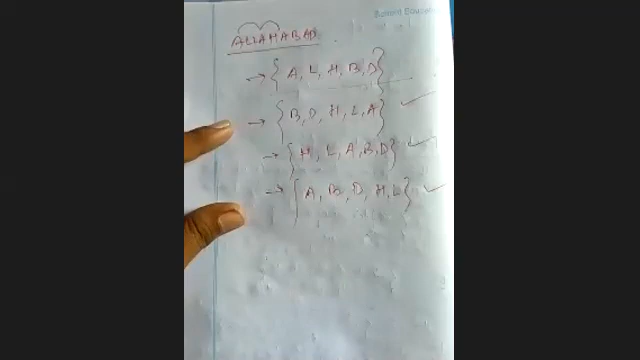 ALLAHABAD
→ { A, L, H, B, D }
→ { B, D, H, L, A } ✓
→ { H, L, A, B, D } ✓
→ { A, B, D, H, L } ✓